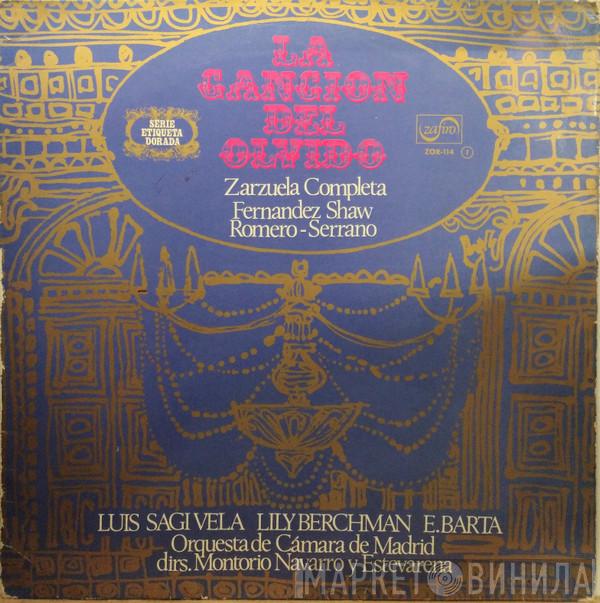 LA
CANCION
DEL
OLVIDO
SERIE
ETIQUETA
DORADA
zafiro
ZOR-114
Zarzuela Completa
Fernandez Shaw
Romero-Serrano
LUIS SAGI VELA LILY BERCHMAN E.BARTA
Orquesta de Cámara de Madrid
dirs. Montorio Navarro y Estevarena
МАРКЕТ ВИНИЛА